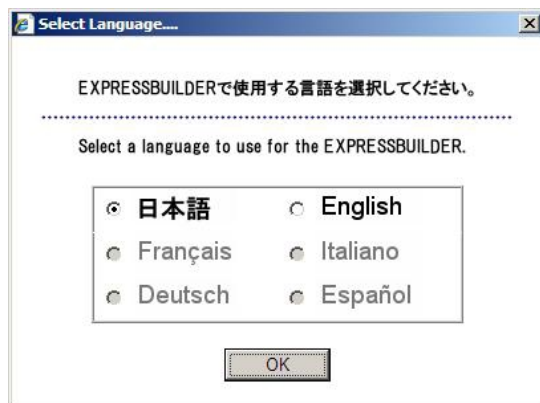 Select Language....
EXPRESSBUILDERで使用する言語を選択してください。
Select a language to use for the EXPRESSBUILDER.
日本語 English
Français Italiano
Deutsch Español
OK